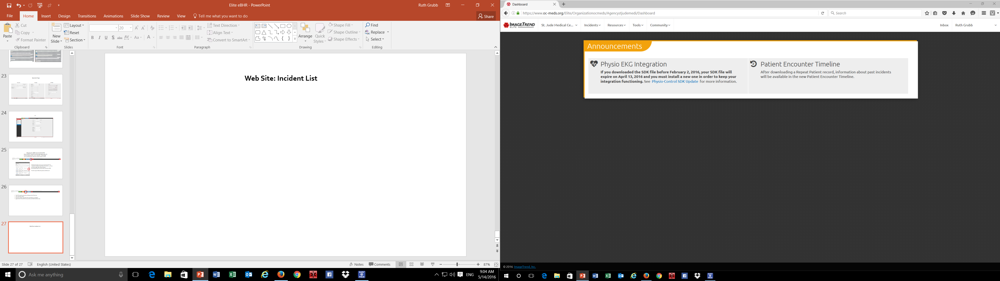 Elite eBHR - PowerPoint
Ruth Grubb
File Home Insert Design Transitions Animations Slide Show Review View Tell me what you want to do
Share
Paste
Cut
Copy
Format Painter
Clipboard
New
Slide
Layout
Reset
Section
Slides
20
B I U S abc AV Aa A
Font
Text Direction
Align Text
Convert to SmartArt
Paragraph
Arrange
Quick
Styles
Shape Fill
Shape Outline
Shape Effects
Drawing
Find
Replace
Select
Editing
23
24
25
26
27
Web Site: Incident List
Web Site: Incident List
Slide 27 of 27 English (United States)
Notes Comments 87%
Ask me anything
ENG
9:04 AM
5/14/2016
Dashboard
https://www.oc-meds.org/Elite/Organizationocmeds/Agencystjudemedi/Dashboard
Search
IMAGETREND
ELITE
St. Jude Medical Ce... Incidents Resources Tools Community Inbox Ruth Grubb
Announcements
Physio EKG Integration
If you downloaded the SDK file before February 2, 2016, your SDK file will
expire on April 13, 2016 and you must install a new one in order to keep your
integration functioning. See Physio-Control SDK Update for more information.
Patient Encounter Timeline
After downloading a Repeat Patient record, information about past incidents
will be available in the new Patient Encounter Timeline.
© 2016 ImageTrend, Inc.